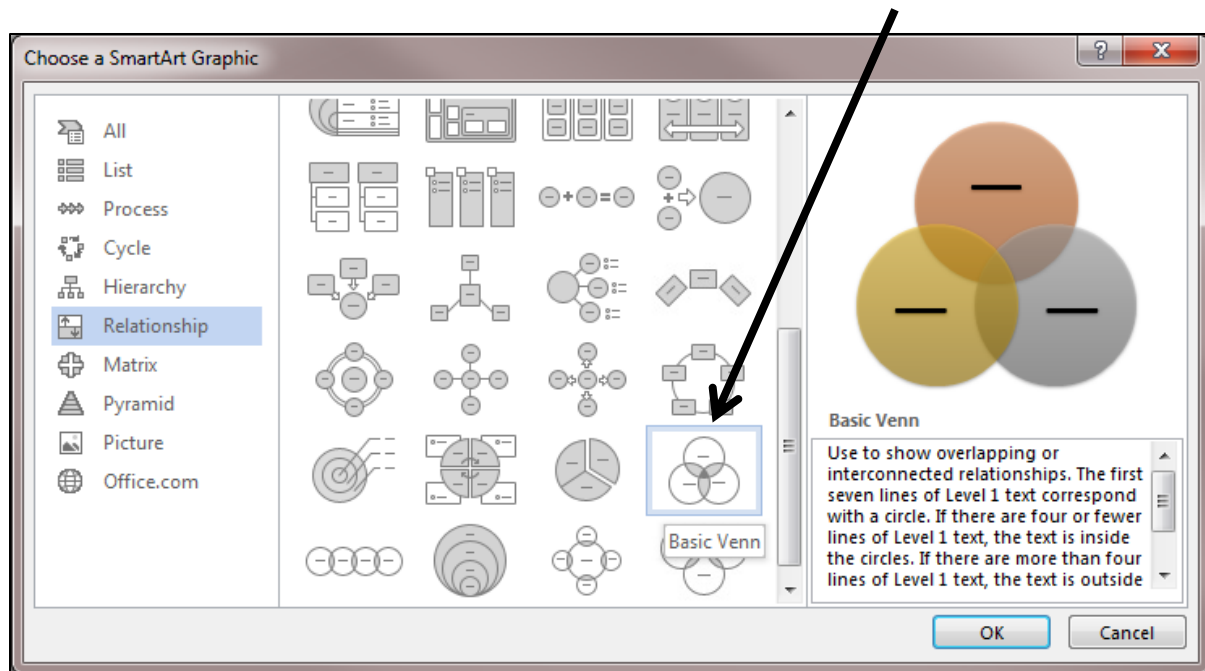 Choose a SmartArt Graphic
All
List
Process
Cycle
Hierarchy
Relationship
Matrix
Pyramid
Picture
Office.com
Basic Venn
Basic Venn
Use to show overlapping or
interconnected relationships. The first
seven lines of Level 1 text correspond
with a circle. If there are four or fewer
lines of Level 1 text, the text is inside
the circles. If there are more than four
lines of Level 1 text, the text is outside
OK
Cancel